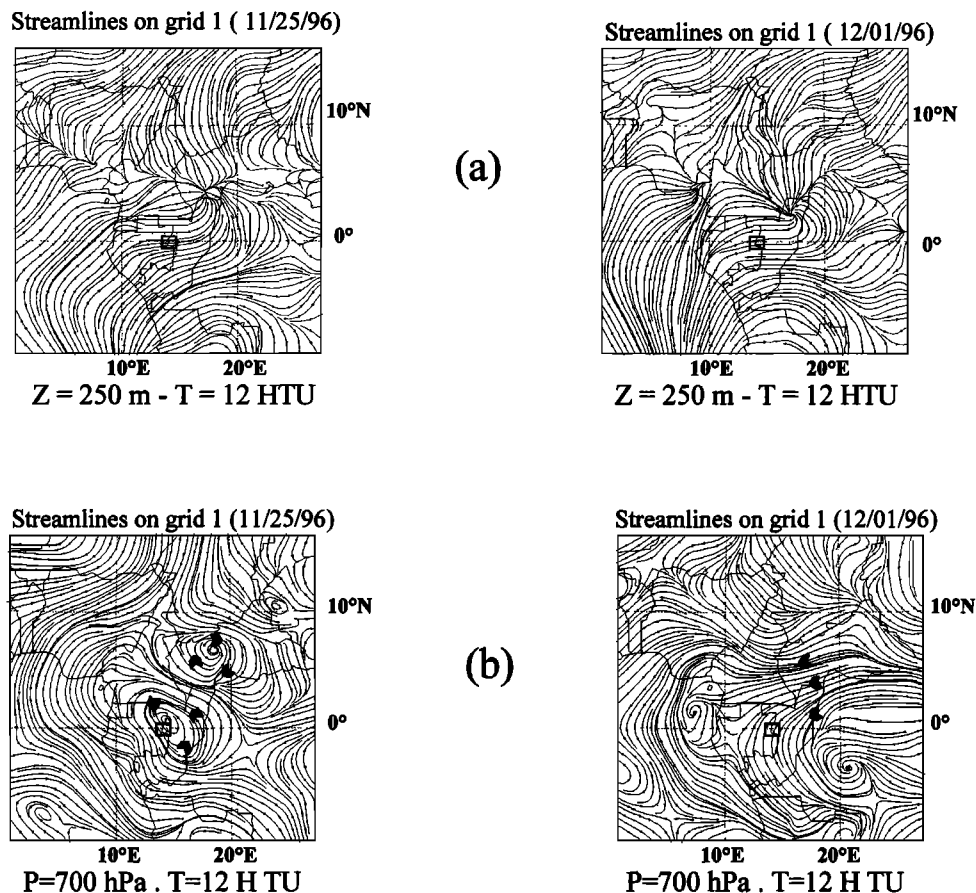 Streamlines on grid 1 ( 11/25/96)
Streamlines on grid 1 ( 12/01/96)
10°N
0°
10°E 20°E
Z = 250 m - T = 12 HTU
(a)
10°N
0°
10°E 20°E
Z = 250 m - T = 12 HTU
Streamlines on grid 1 (11/25/96)
Streamlines on grid 1 (12/01/96)
10°N
0°
10°E 20°E
P=700 hPa . T=12 H TU
(b)
10°N
0°
10°E 20°E
P=700 hPa . T=12 H TU